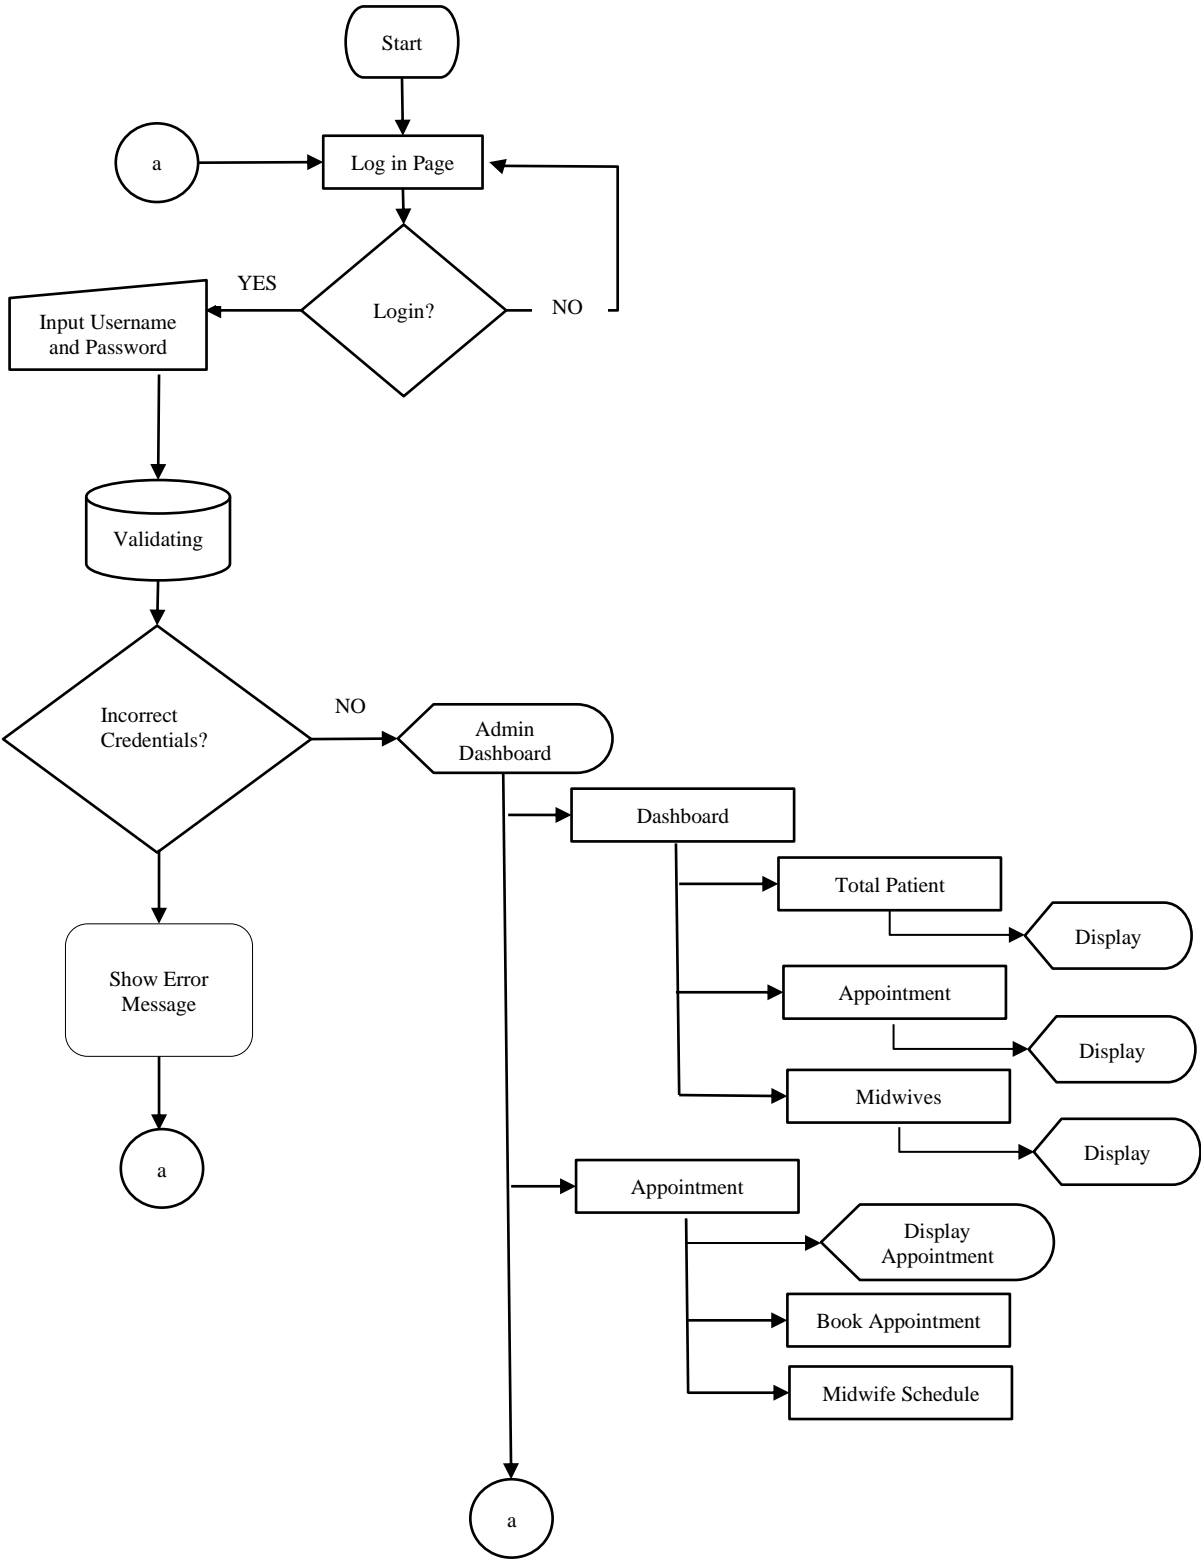 Start
a
Log in Page
YES
Login?
NO
Input Username
and Password
Validating
Incorrect
Credentials?
NO
Admin
Dashboard
Dashboard
Total Patient
Display
Appointment
Display
Midwives
Display
Show Error
Message
a
Appointment
Display
Appointment
Book Appointment
Midwife Schedule
a